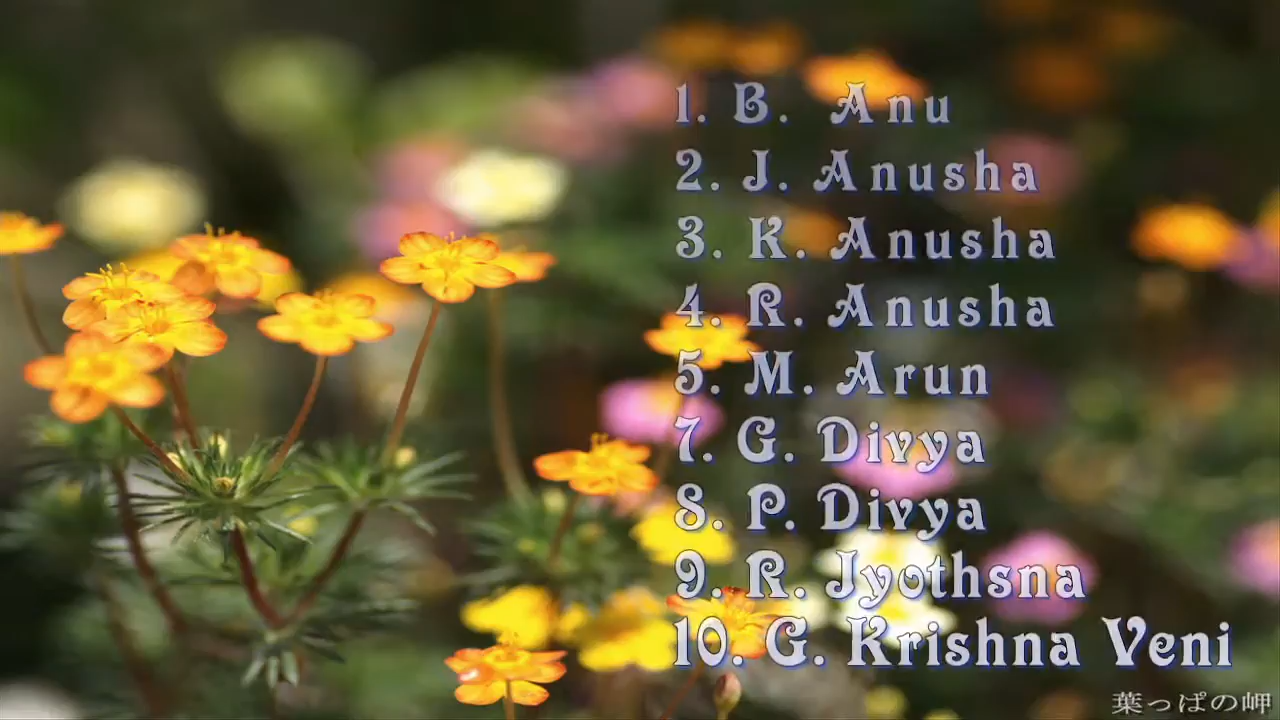 1. B. Anu
2. J. Anusha
3. K. Anusha
4. R. Anusha
5. M. Arun
7. G. Divya
8. P. Divya
9. R. Jyothsna
10. G. Krishna Veni
葉っぱの岬